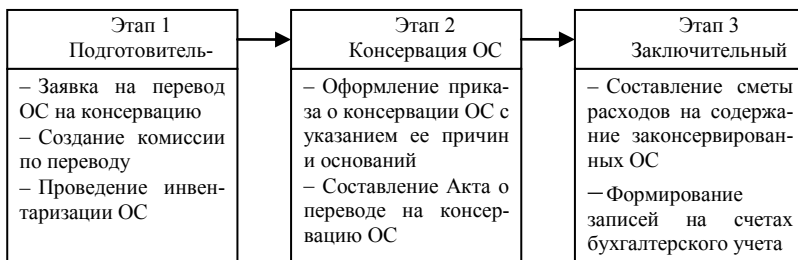 Этап 1
Подготовитель-
– Заявка на перевод
ОС на консервацию
– Создание комиссии
по переводу
– Проведение инвен-
таризации ОС
Этап 2
Консервация ОС
– Оформление прика-
за о консервации ОС с
указанием ее причин
и оснований
– Составление Акта о
переводе на консер-
вацию ОС
Этап 3
Заключительный
– Составление сметы
расходов на содержа-
ние законсервирован-
ных ОС
– Формирование
записей на счетах
бухгалтерского учета